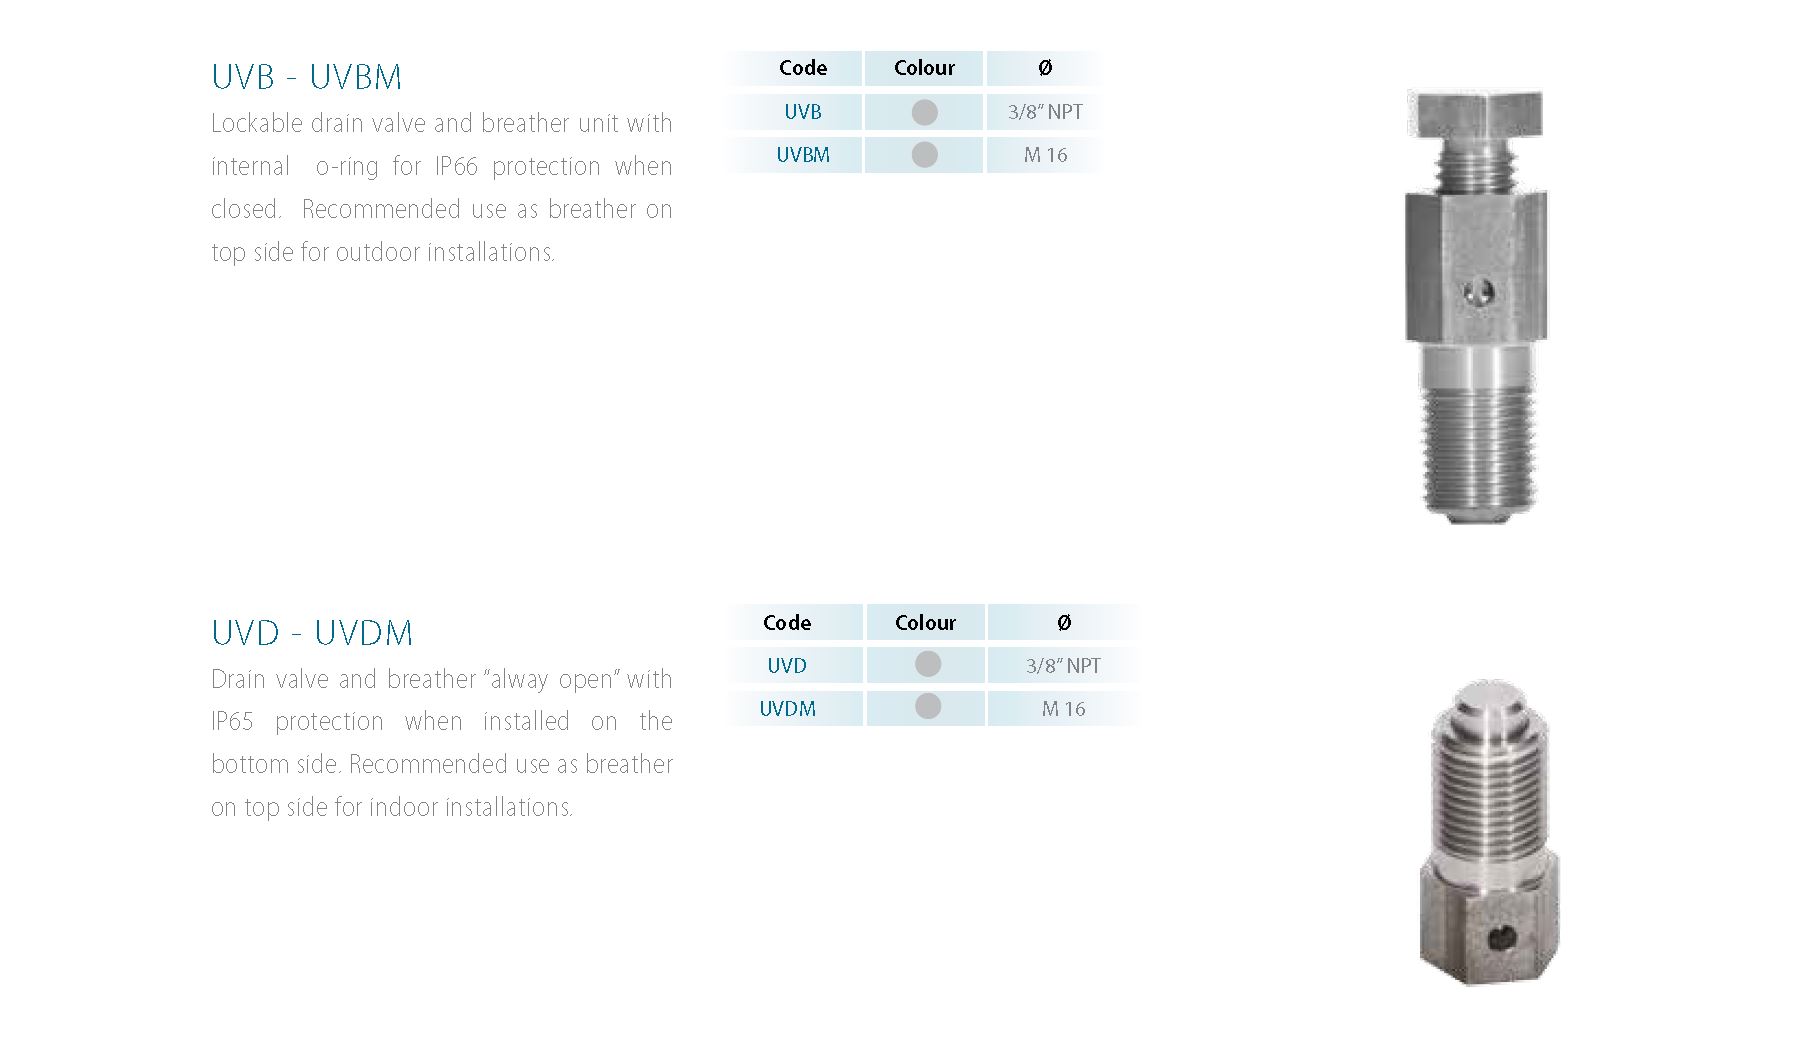 UVB - UVBM
Lockable drain valve and breather unit with
internal o-ring for IP66 protection when
closed. Recommended use as breather on
top side for outdoor installations.
Code Colour Ø
UVB 3/8“ NPT
UVBM M 16
UVD - UVDM
Drain valve and breather “alway open” with
IP65 protection when installed on the
bottom side. Recommended use as breather
on top side for indoor installations.
Code Colour Ø
UVD 3/8“ NPT
UVDM M 16